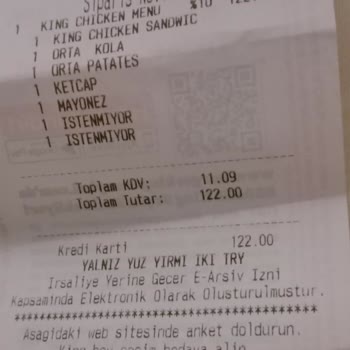 Sipariş
1 KING CHICKEN MENU %10
1 KING CHICKEN SANDWIC
1 ORTA KOLA
1 ORTA PATATES
1 KETCAP
1 MAYONEZ
1 ISTENMIYOR
1 ISTENMIYOR
Toplam KDV: 11.09
Toplam Tutar: 122.00
Kredi Karti 122.00
YALNIZ YUZ YIRMI IKI TRY
Irsaliye Yerine Gecer E-Arsiv Izni
Kapsaminda Elektronik Olarak Olusturulmustur.
****************************************
Asagidaki web sitesinde anket doldurun.